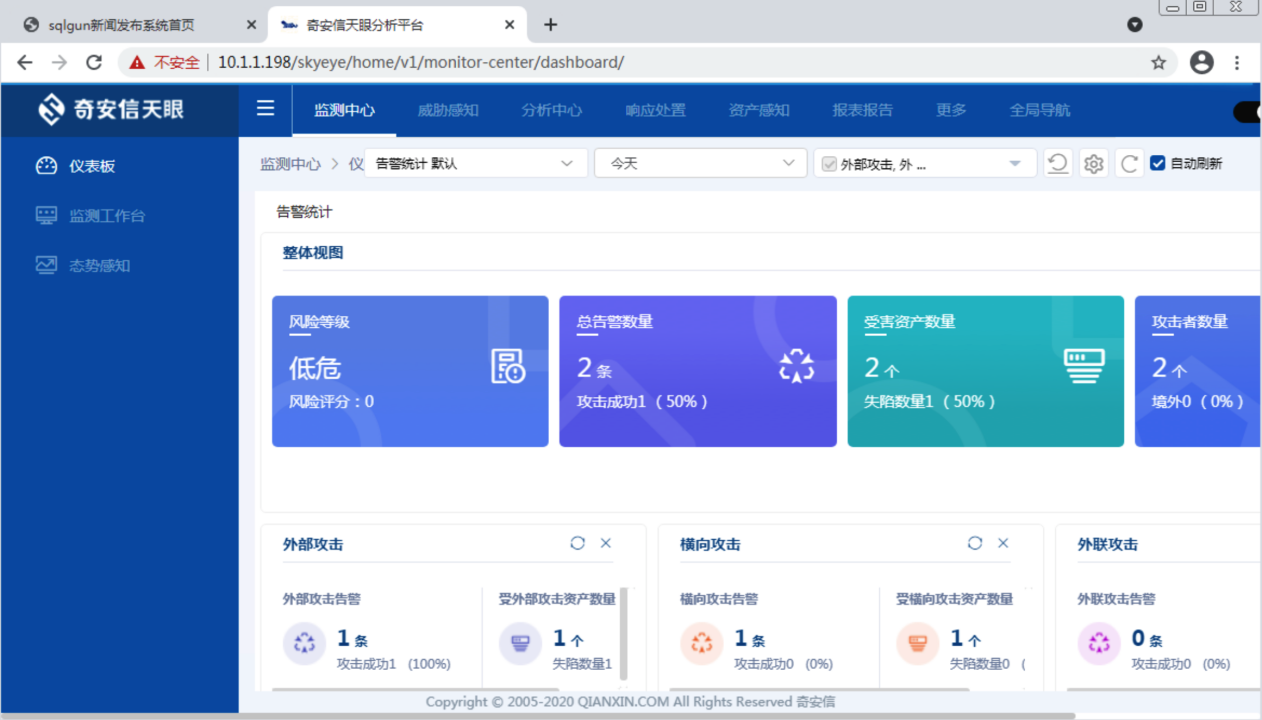 sqlgun新闻发布系统首页
奇安信天眼分析平台
不安全 | 10.1.1.198/skyeye/home/v1/monitor-center/dashboard/
奇安信天眼
监测中心 威胁感知 分析中心 响应处置 资产感知 报表报告 更多 全局导航
仪表板
监测工作台
态势感知
监测中心 > 仪
告警统计 默认
今天
外部攻击, 外 ...
自动刷新
告警统计
整体视图
风险等级
低危
风险评分：0
总告警数量
2 条
攻击成功1（50%）
受害资产数量
2 个
失陷数量1（50%）
攻击者数量
2 个
境外0（0%）
外部攻击
外部攻击告警
1 条
攻击成功1 (100%)
受外部攻击资产数量
1 个
失陷数量1
横向攻击
横向攻击告警
1 条
攻击成功0 (0%)
受横向攻击资产数量
1 个
失陷数量0 (
外联攻击
外联攻击告警
0 条
攻击成功0 (0%)
Copyright © 2005-2020 QIANXIN.COM All Rights Reserved 奇安信